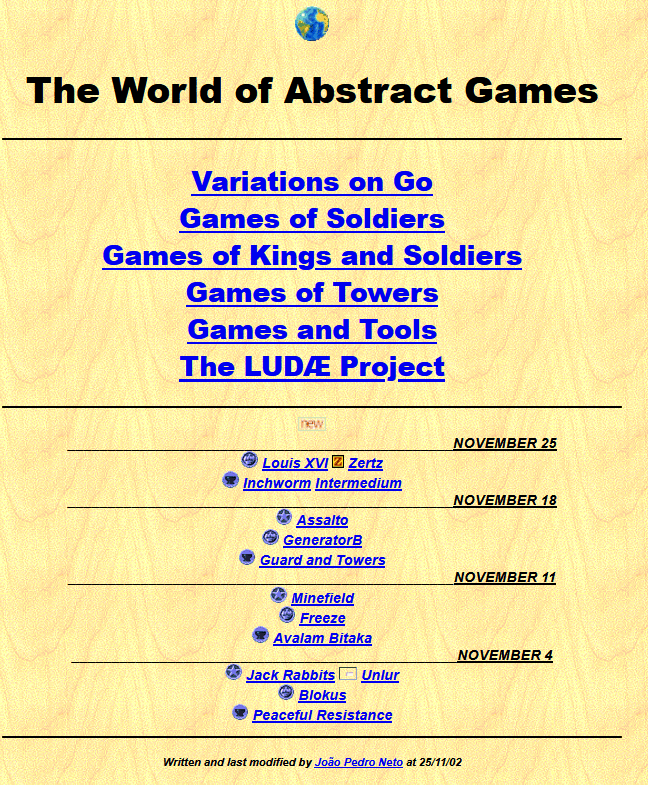 The World of Abstract Games
Variations on Go
Games of Soldiers
Games of Kings and Soldiers
Games of Towers
Games and Tools
The LUDÆ Project
new
NOVEMBER 25
Louis XVI Z Zertz
Inchworm Intermedium
NOVEMBER 18
Assalto
GeneratorB
Guard and Towers
NOVEMBER 11
Minefield
Freeze
Avalam Bitaka
NOVEMBER 4
Jack Rabbits Unlur
Blokus
Peaceful Resistance
Written and last modified by João Pedro Neto at 25/11/02